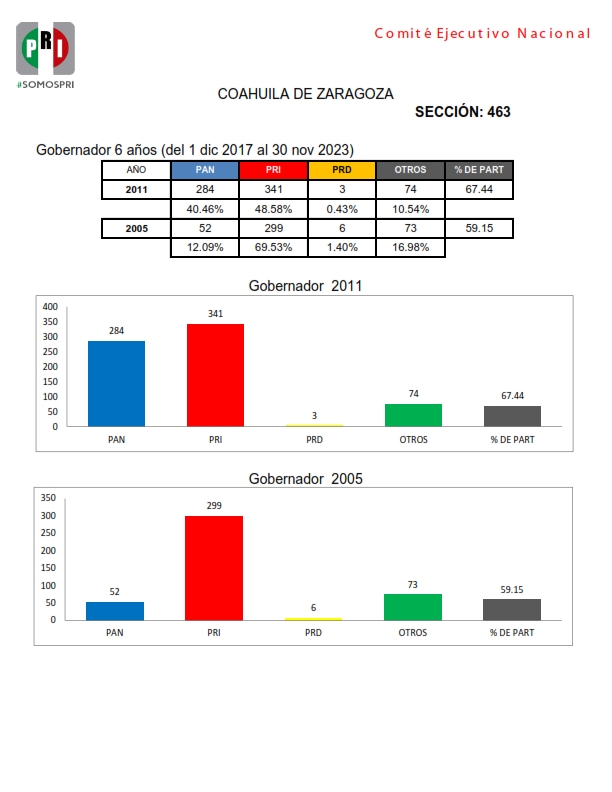 Comité Ejecutivo Nacional
PRI
#SOMOSPRI
COAHUILA DE ZARAGOZA
SECCIÓN: 463
Gobernador 6 años (del 1 dic 2017 al 30 nov 2023)
AÑO PAN PRI PRD OTROS % DE PART
2011 284 341 3 74 67.44
40.46% 48.58% 0.43% 10.54%
2005 52 299 6 73 59.15
12.09% 69.53% 1.40% 16.98%
Gobernador 2011
400
350
300
250
200
150
100
50
0
284 341 3 74 67.44
PAN PRI PRD OTROS % DE PART
Gobernador 2005
350
300
250
200
150
100
50
0
52 299 6 73 59.15
PAN PRI PRD OTROS % DE PART